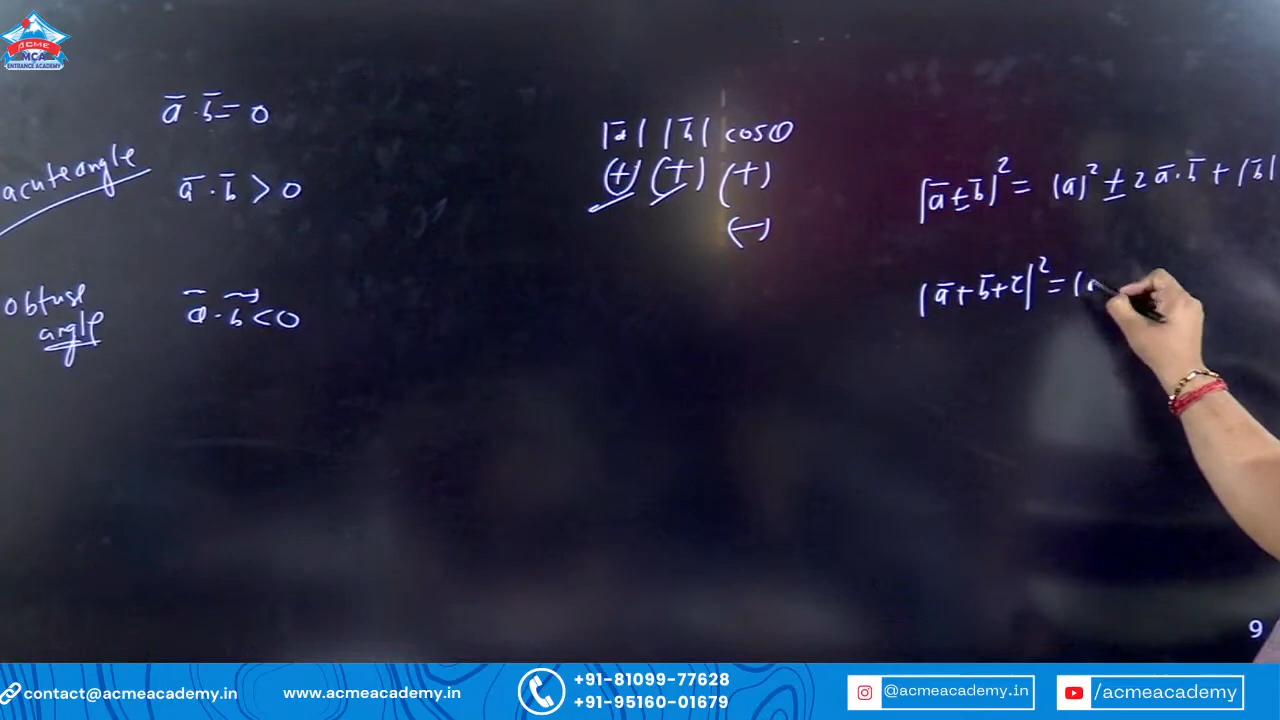 ACME
MCA
ENTRANCE ACADEMY
a̅ · b̅ = 0
acute angle
a̅ · b̅ > 0
obtuse
angle
a̅ · b̅ < 0
|a̅| |b̅| cosθ
(+) (+) (+)
(−)
|a̅ ± b̅|² = |a|² ± 2 a̅ · b̅ + |b̅|
|a̅ + b̅ + c̅|² = |a
9
contact@acmeacademy.in
www.acmeacademy.in
+91-81099-77628
+91-95160-01679
@acmeacademy.in
/acmeacademy